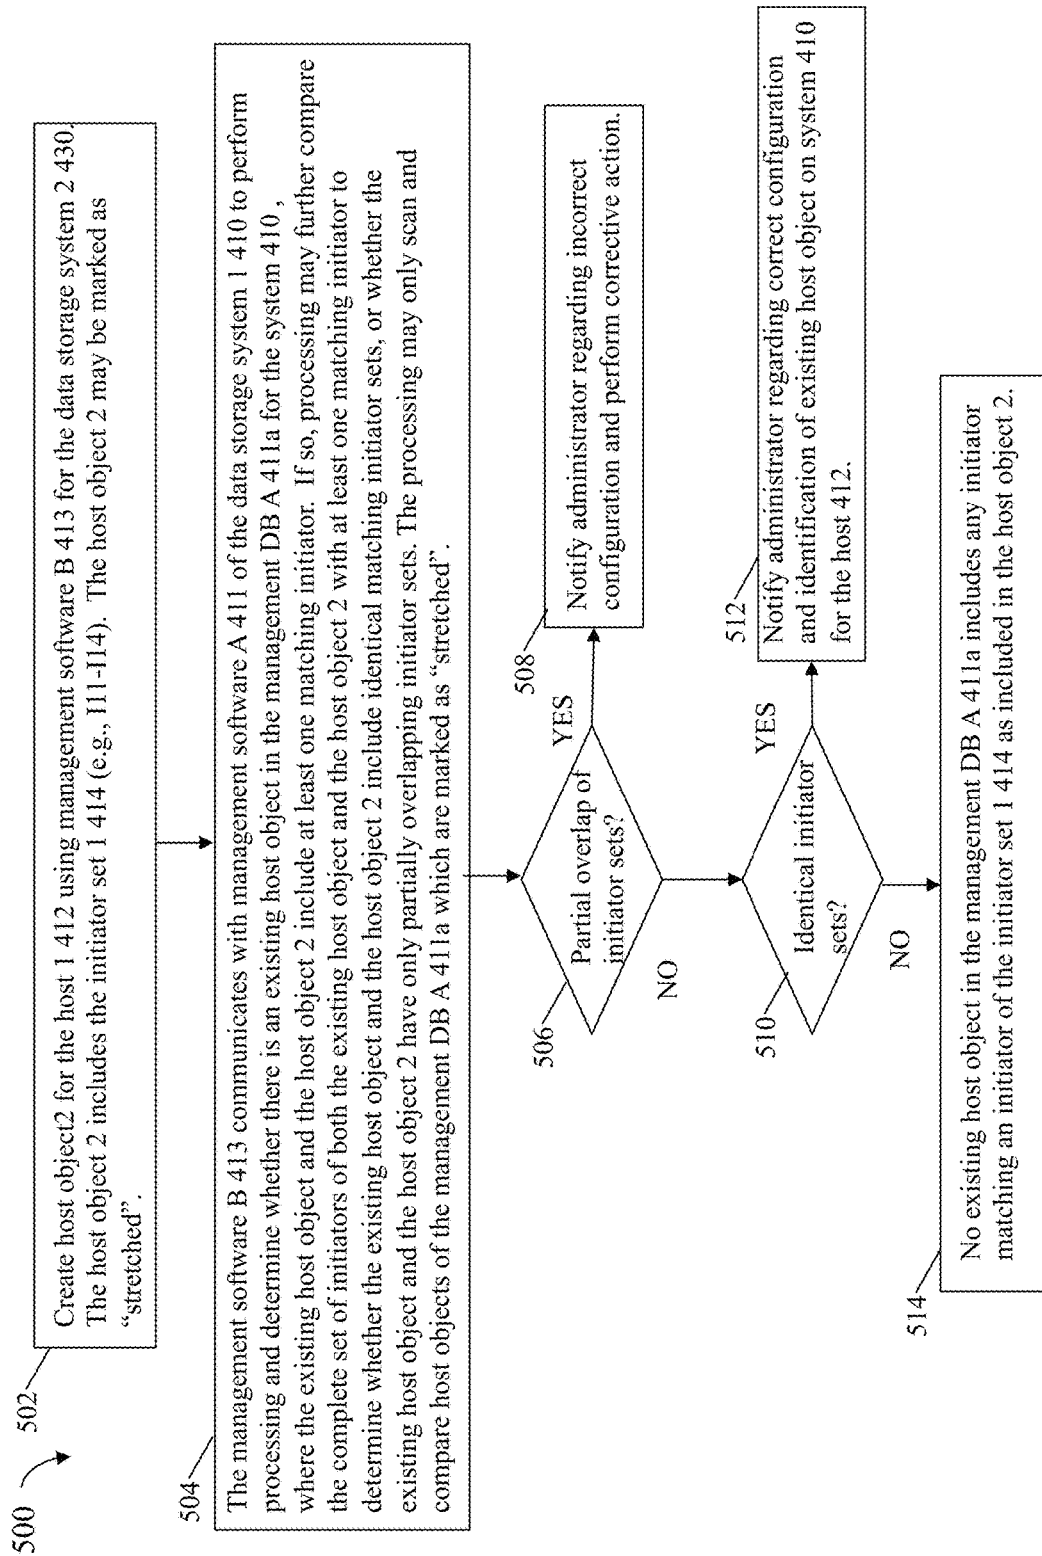 500
502
Create host object2 for the host 1 412 using management software B 413 for the data storage system 2 430.
The host object 2 includes the initiator set 1 414 (e.g., I11-I14).  The host object 2 may be marked as
“stretched”.
504
The management software B 413 communicates with management software A 411 of the data storage system 1 410 to perform
processing and determine whether there is an existing host object in the management DB A 411a for the system 410 ,
where the existing host object and the host object 2 include at least one matching initiator.  If so, processing may further compare
the complete set of initiators of both the existing host object and the host object 2 with at least one matching initiator to
determine whether the existing host object and the host object 2 include identical matching initiator sets, or whether the
existing host object and the host object 2 have only partially overlapping initiator sets. The processing may only scan and
compare host objects of the management DB A 411a which are marked as “stretched”.
506
Partial overlap of
initiator sets?
YES
508
Notify administrator regarding incorrect
configuration and perform corrective action.
NO
510
Identical initiator
sets?
YES
512
Notify administrator regarding correct configuration
and identification of existing host object on system 410
for the host 412.
NO
514
No existing host object in the management DB A 411a includes any initiator
matching an initiator of the initiator set 1 414 as included in the host object 2.